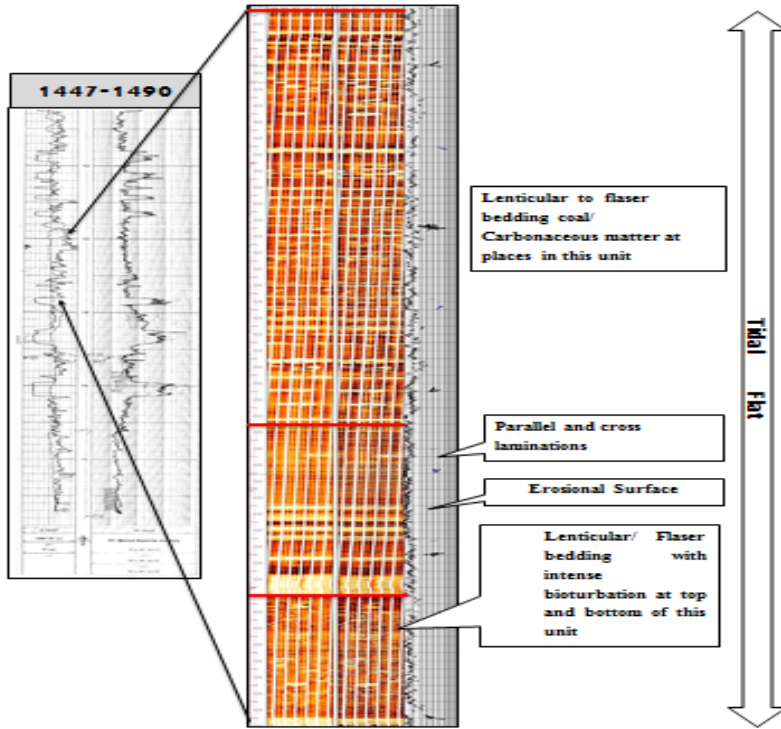 1447-1490
Lenticular to flaser
bedding coal/
Carbonaceous matter at
places in this unit
Parallel and cross
laminations
Erosional Surface
Lenticular/ Flaser
bedding with
intense
bioturbation at top
and bottom of this
unit
Tidal Flat